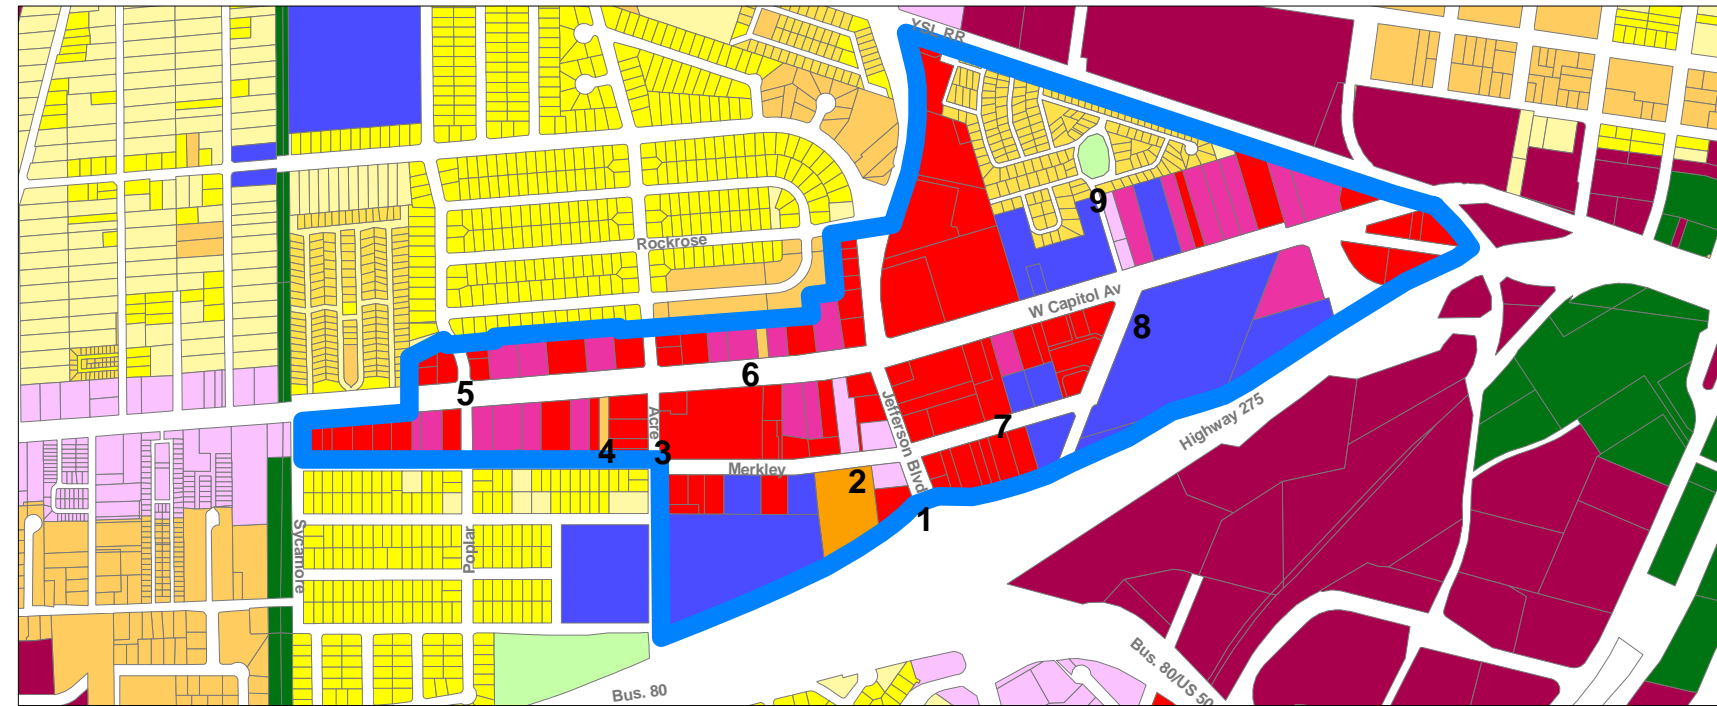 YSL RR
9
Rockrose
W Capitol Av
8
6
5
Jefferson Blvd
Acre
Highway 275
7
4
3
Merkley
2
1
Sycamore
Poplar
Bus. 80/US 50
Bus. 80